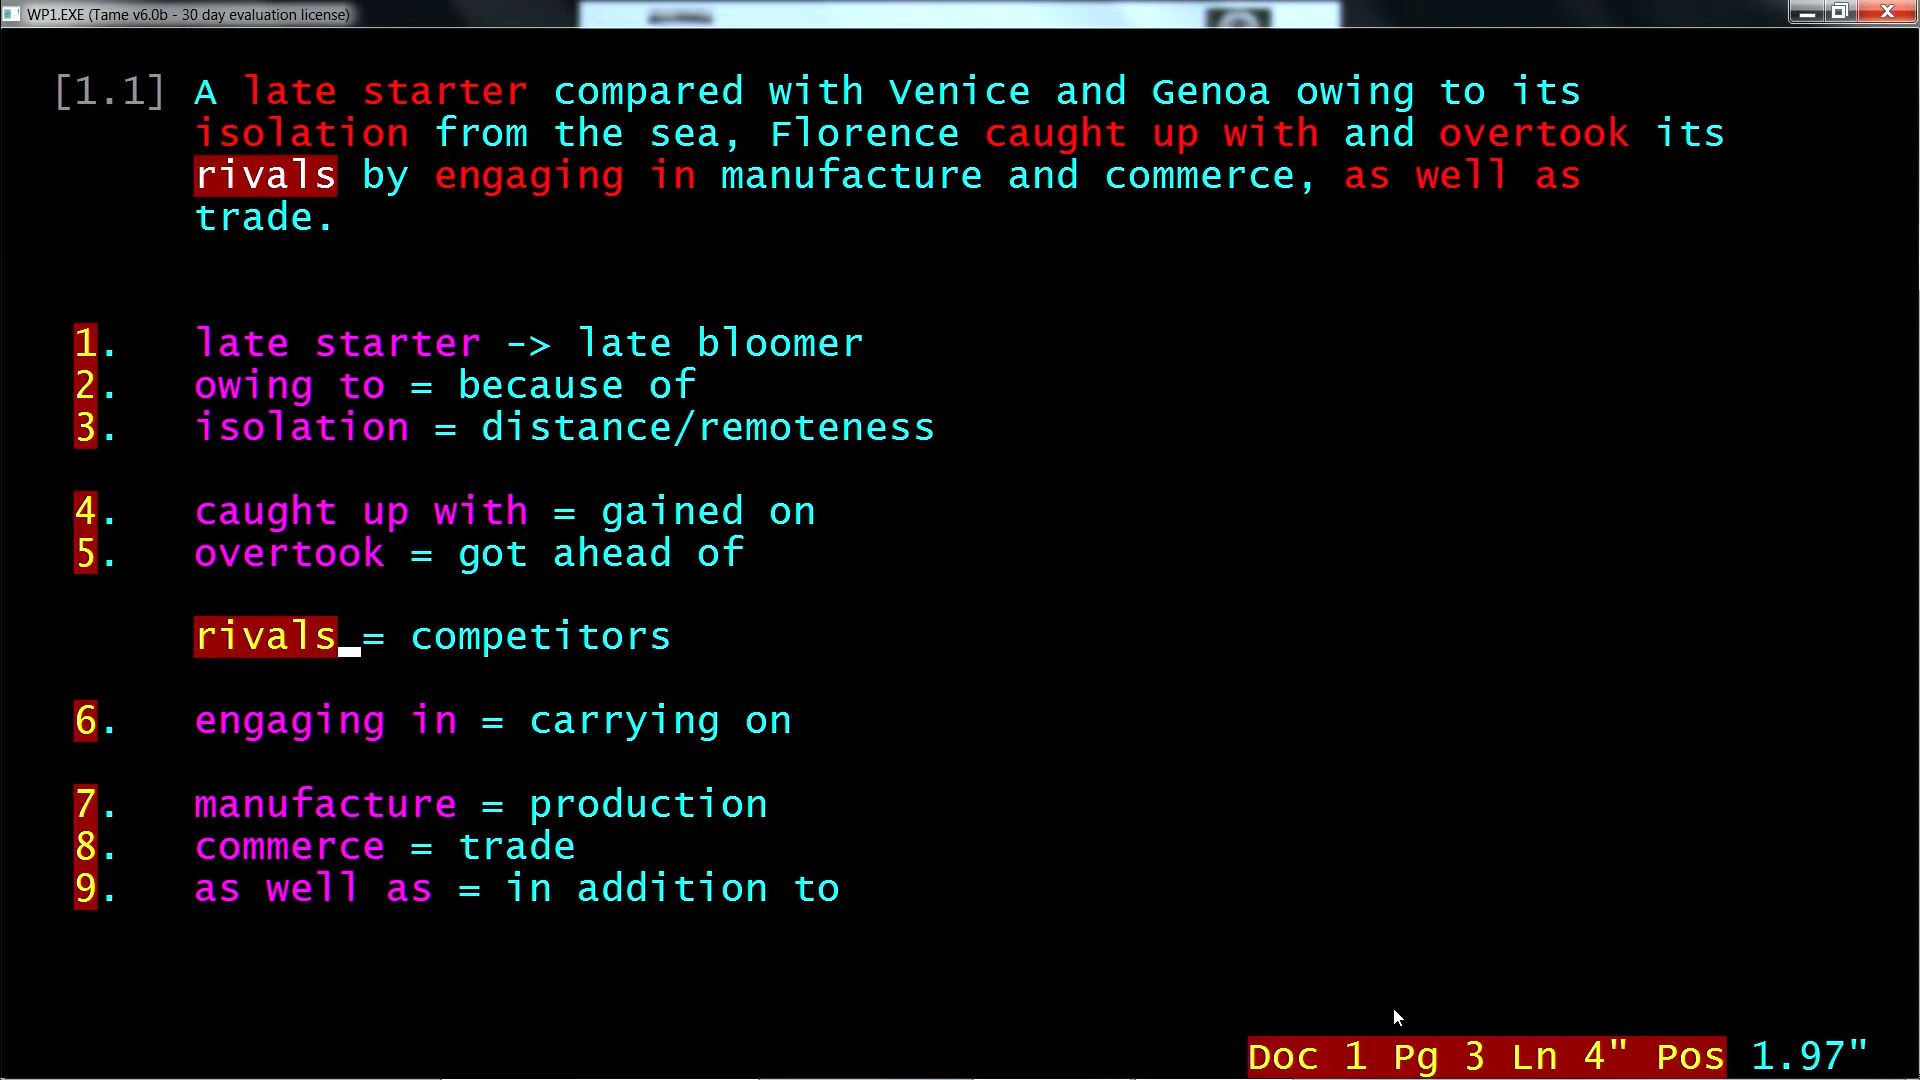 WP1.EXE (Tame v6.0b - 30 day evaluation license)
[1.1] A late starter compared with Venice and Genoa owing to its
isolation from the sea, Florence caught up with and overtook its
rivals by engaging in manufacture and commerce, as well as
trade.
1. late starter -> late bloomer
2. owing to = because of
3. isolation = distance/remoteness
4. caught up with = gained on
5. overtook = got ahead of
rivals = competitors
6. engaging in = carrying on
7. manufacture = production
8. commerce = trade
9. as well as = in addition to
Doc 1 Pg 3 Ln 4" Pos 1.97"